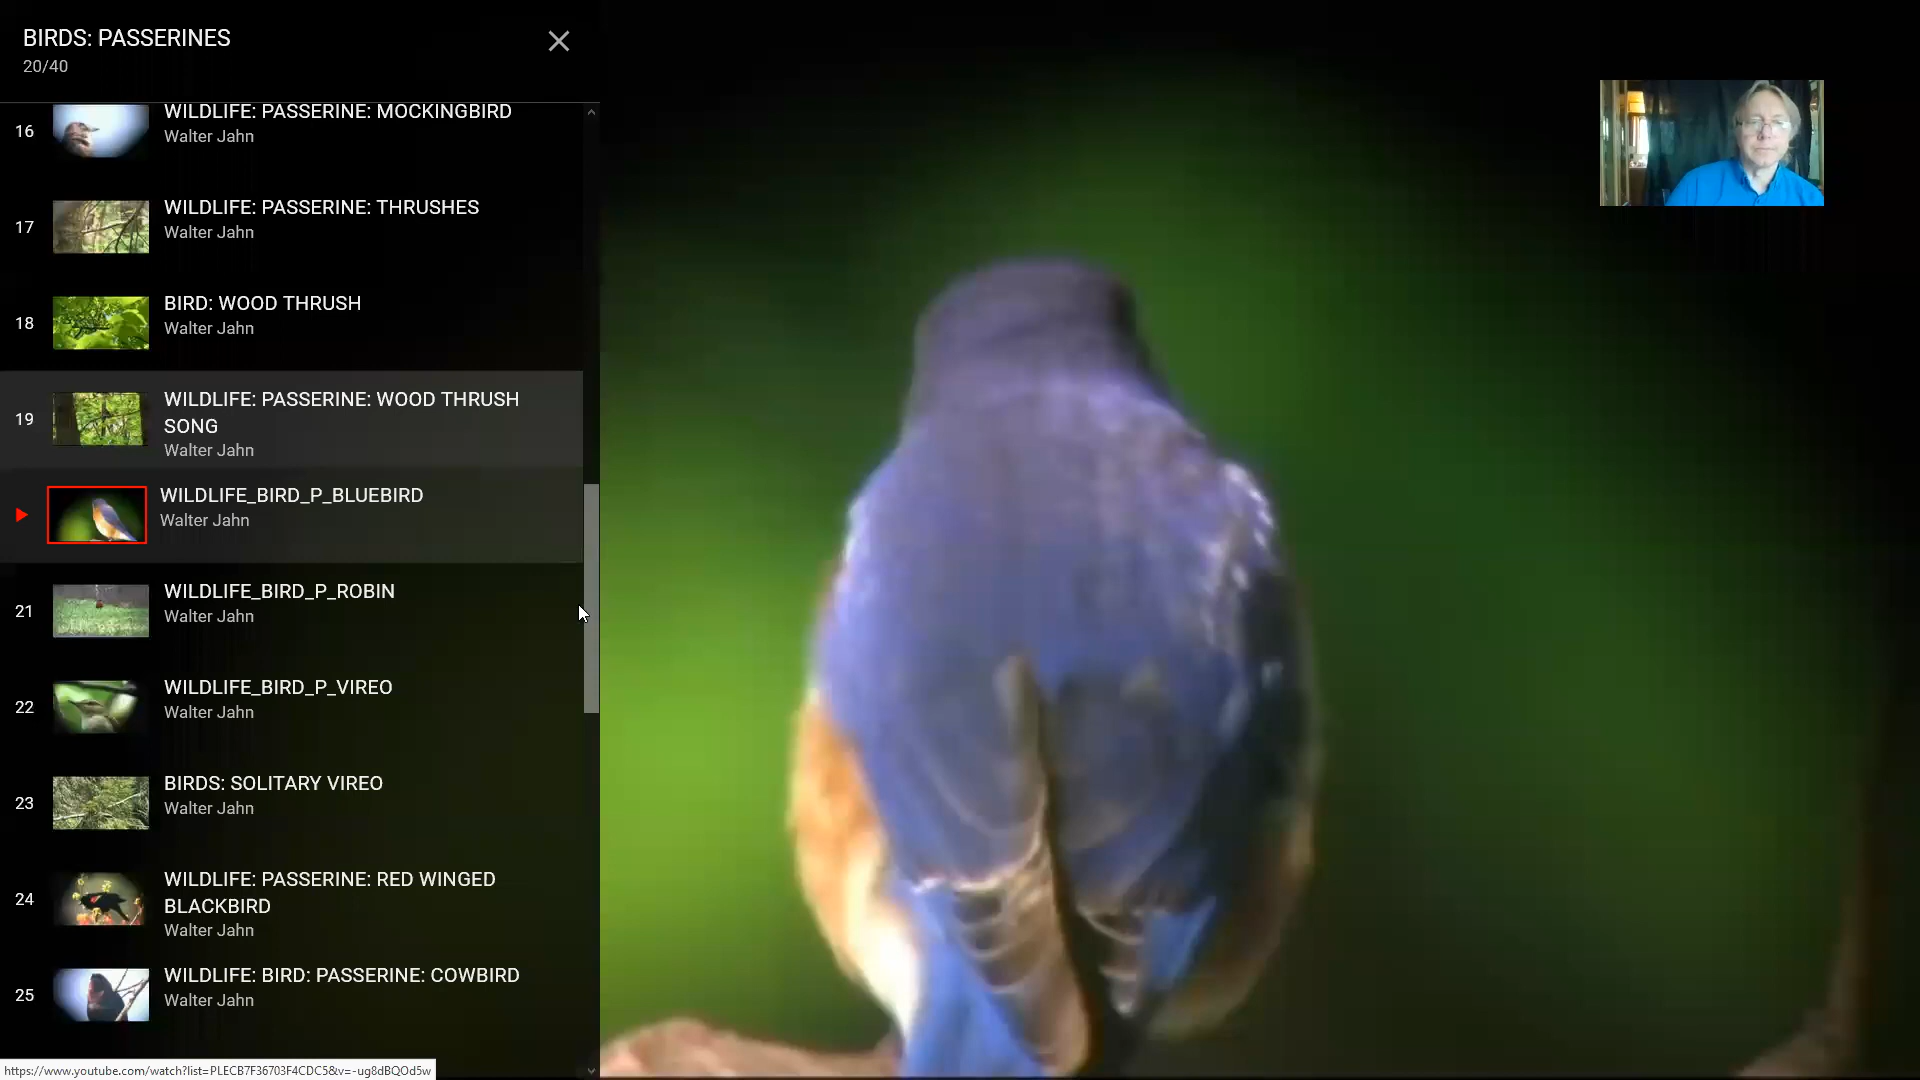 BIRDS: PASSERINES
20/40
16
WILDLIFE: PASSERINE: MOCKINGBIRD
Walter Jahn
17
WILDLIFE: PASSERINE: THRUSHES
Walter Jahn
18
BIRD: WOOD THRUSH
Walter Jahn
19
WILDLIFE: PASSERINE: WOOD THRUSH
SONG
Walter Jahn
WILDLIFE_BIRD_P_BLUEBIRD
Walter Jahn
21
WILDLIFE_BIRD_P_ROBIN
Walter Jahn
22
WILDLIFE_BIRD_P_VIREO
Walter Jahn
23
BIRDS: SOLITARY VIREO
Walter Jahn
24
WILDLIFE: PASSERINE: RED WINGED
BLACKBIRD
Walter Jahn
25
WILDLIFE: BIRD: PASSERINE: COWBIRD
Walter Jahn
https://www.youtube.com/watch?list=PLECB7F36703F4CDC5&v=-ug8dBQOd5w